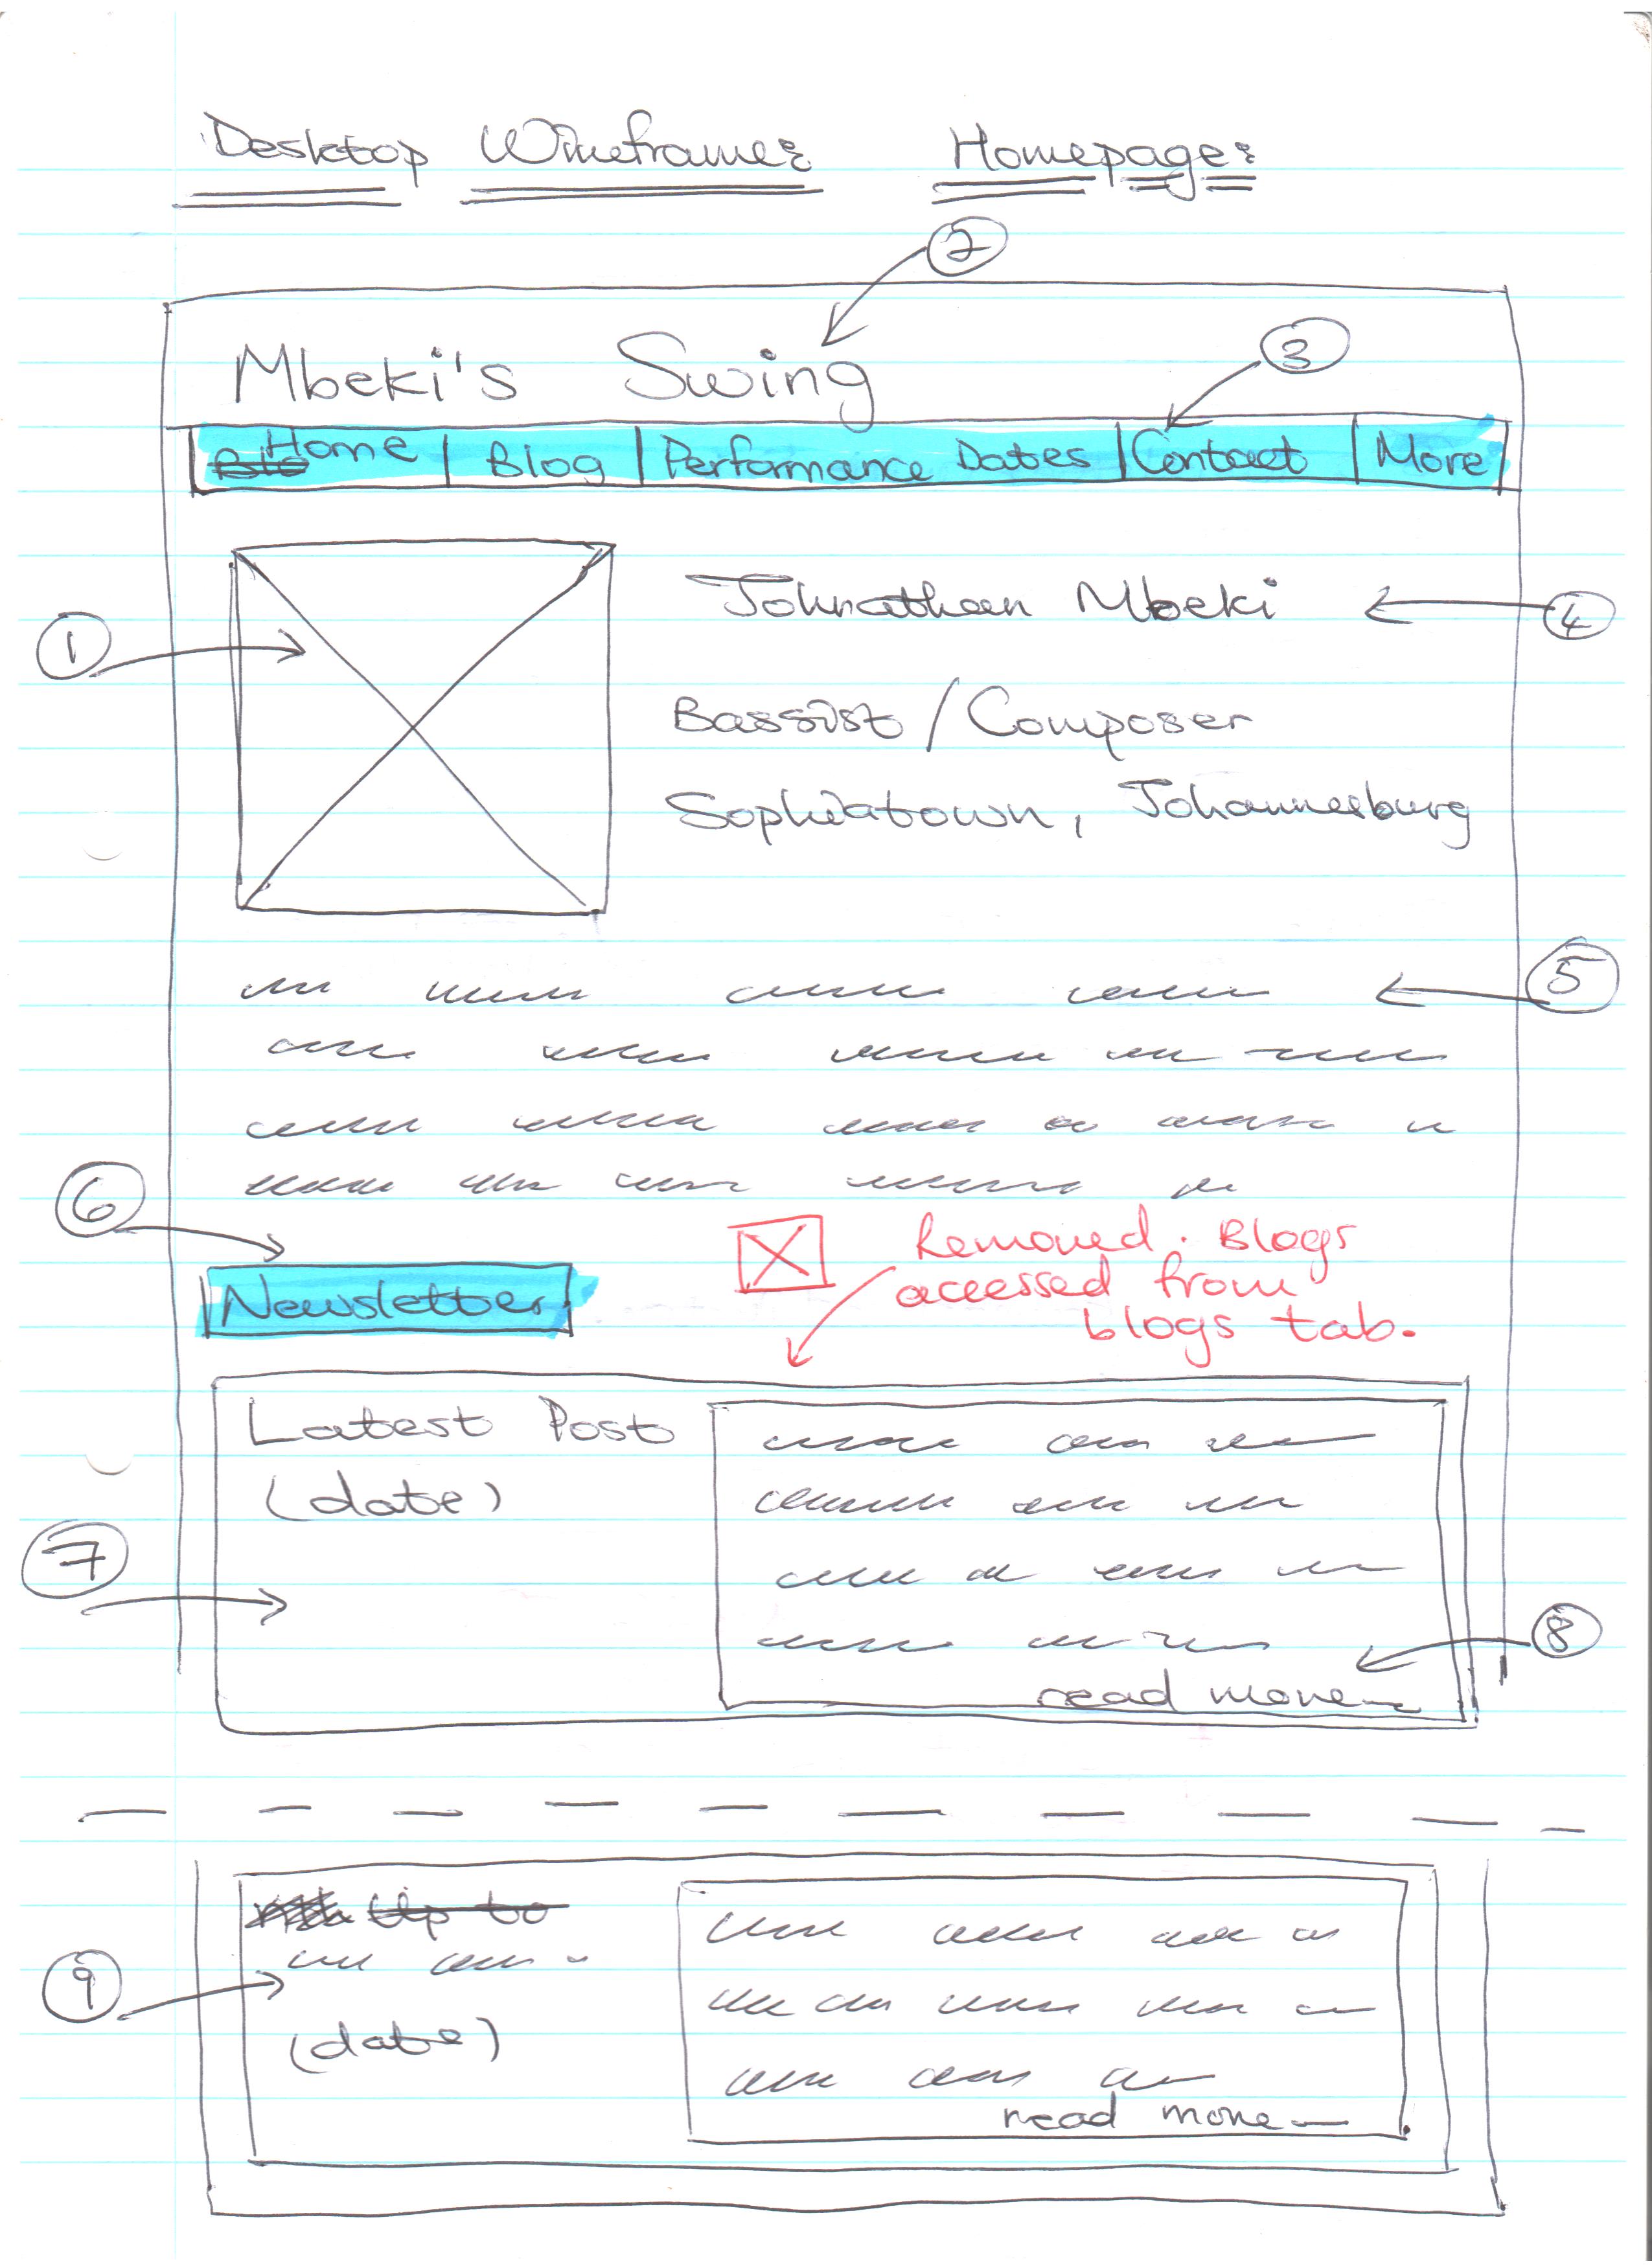 Desktop Wireframe: Homepage:
2
Mbeki's Swing
3
Home | Blog | Performance Dates | Contact | More
Johnathan Mbeki
4
1
Bassist / Composer
Sophiatown, Johannesburg
5
6
Removed. Blogs
accessed from
blogs tab.
Newsletter
Latest Post
(date)
7
8
read more
Up to
9
(date)
read more